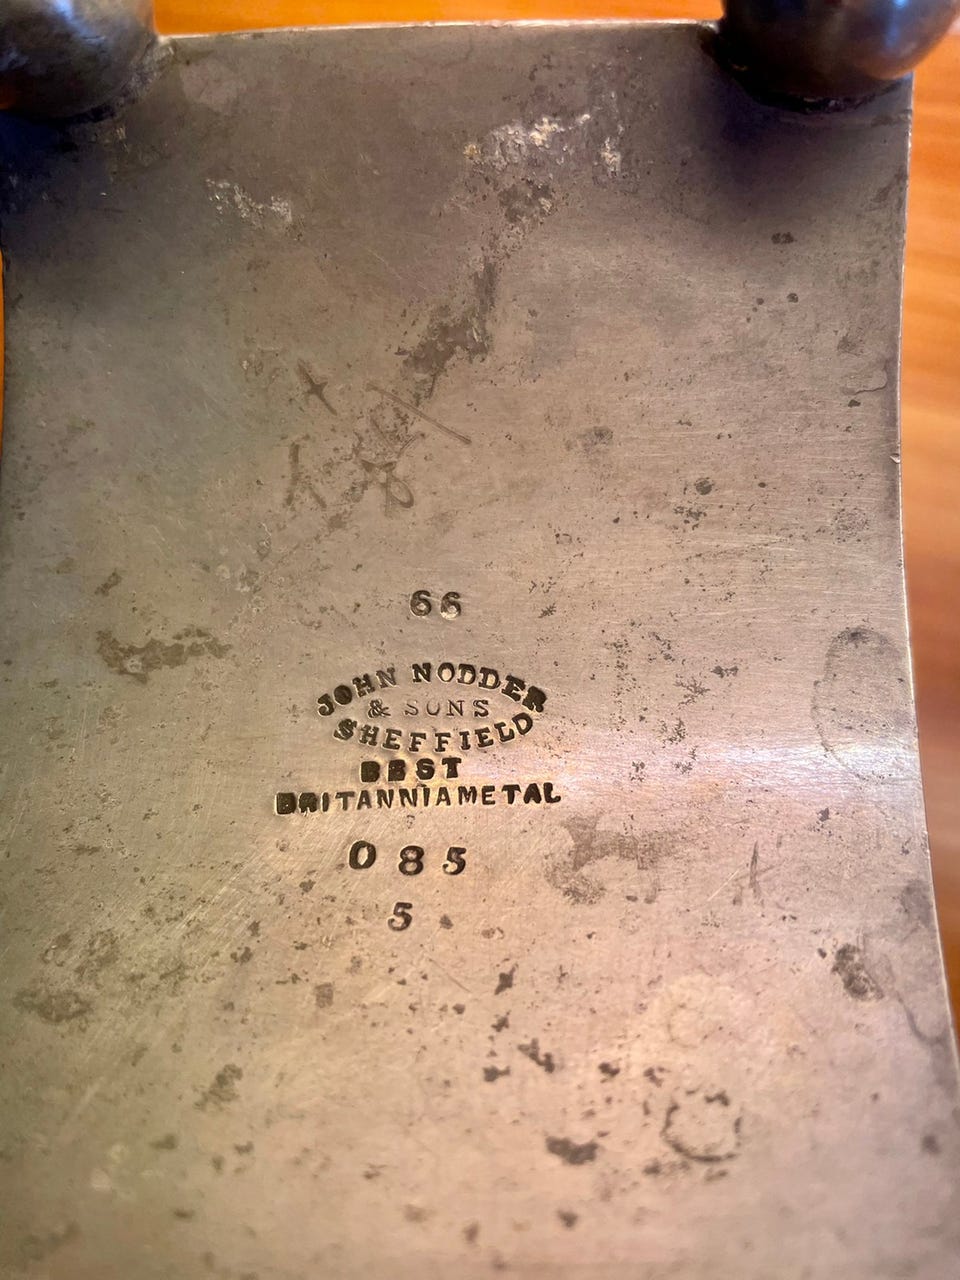 66
JOHN NODDER
& SONS
SHEFFIELD
BEST
BRITANNIAMETAL
085
5